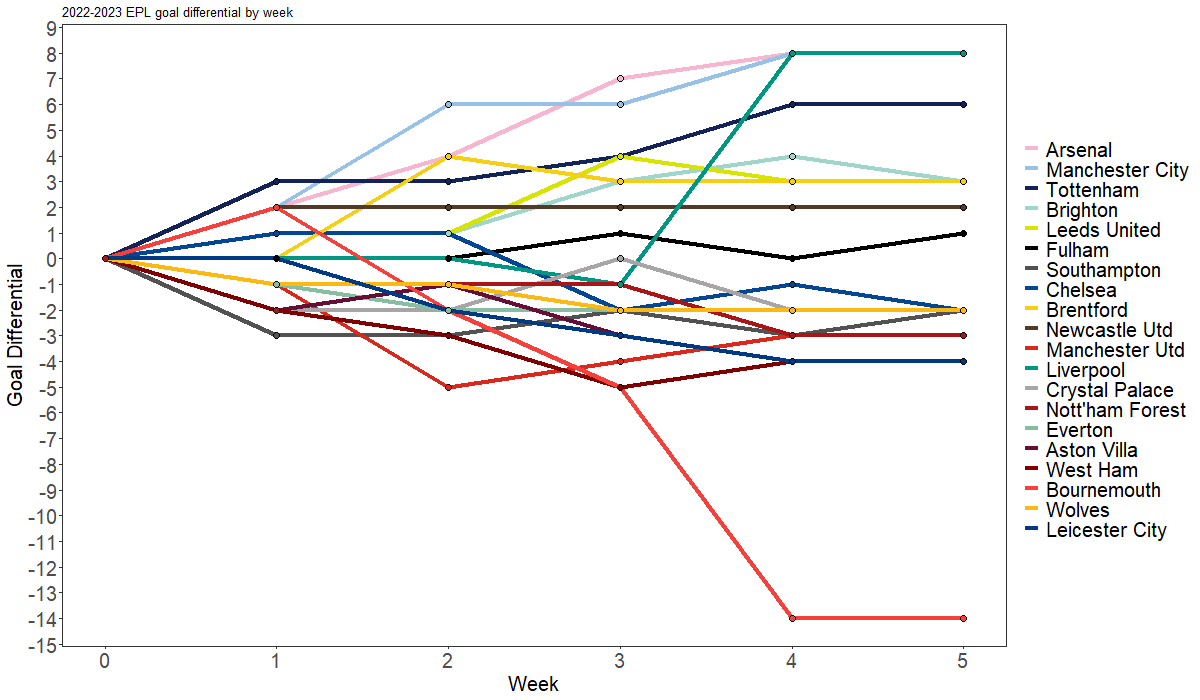 2022-2023 EPL goal differential by week
9
8
7
6
5
4
3
2
1
0
-1
-2
-3
-4
-5
-6
-7
-8
-9
-10
-11
-12
-13
-14
-15
Goal Differential
0 1 2 3 4 5
Week
Arsenal
Manchester City
Tottenham
Brighton
Leeds United
Fulham
Southampton
Chelsea
Brentford
Newcastle Utd
Manchester Utd
Liverpool
Crystal Palace
Nott'ham Forest
Everton
Aston Villa
West Ham
Bournemouth
Wolves
Leicester City